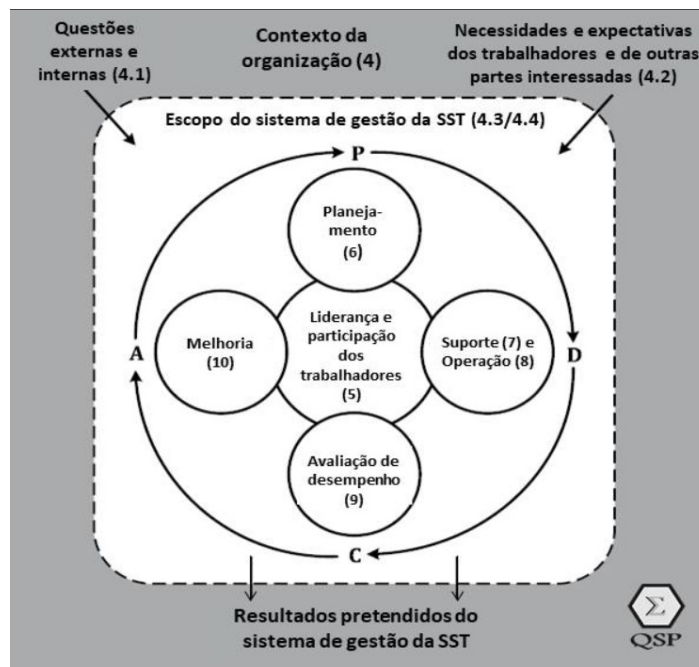 Questões
externas e
internas (4.1)
Contexto da
organização (4)
Necessidades e expectativas
dos trabalhadores e de outras
partes interessadas (4.2)
Escopo do sistema de gestão da SST (4.3/4.4)
P
Planeja-
mento
(6)
Melhoria
(10)
Liderança e
participação
dos
trabalhadores
(5)
Suporte (7) e
Operação (8)
A
D
Avaliação de
desempenho
(9)
C
Resultados pretendidos do
sistema de gestão da SST
Σ
QSP